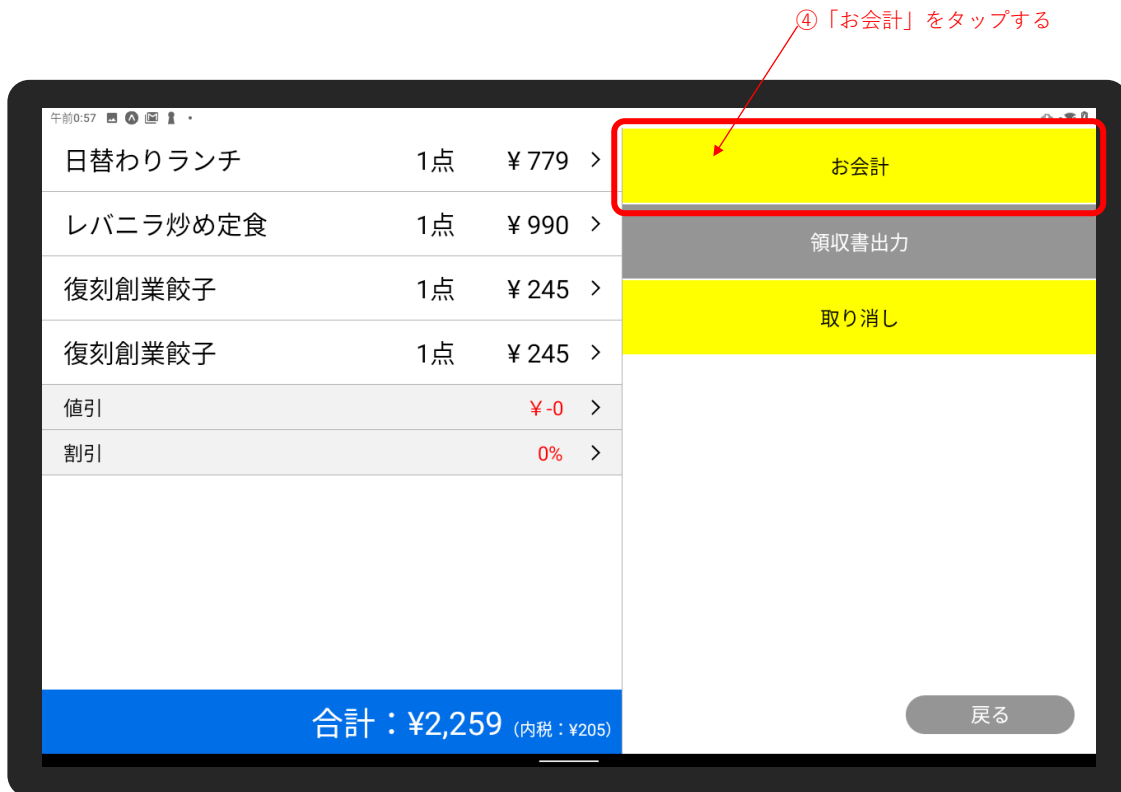 ④「お会計」をタップする
午前0:57
日替わりランチ 1点 ¥ 779 >
レバニラ炒め定食 1点 ¥ 990 >
復刻創業餃子 1点 ¥ 245 >
復刻創業餃子 1点 ¥ 245 >
値引 ¥ -0 >
割引 0% >
合計：¥2,259 (内税：¥205)
お会計
領収書出力
取り消し
戻る